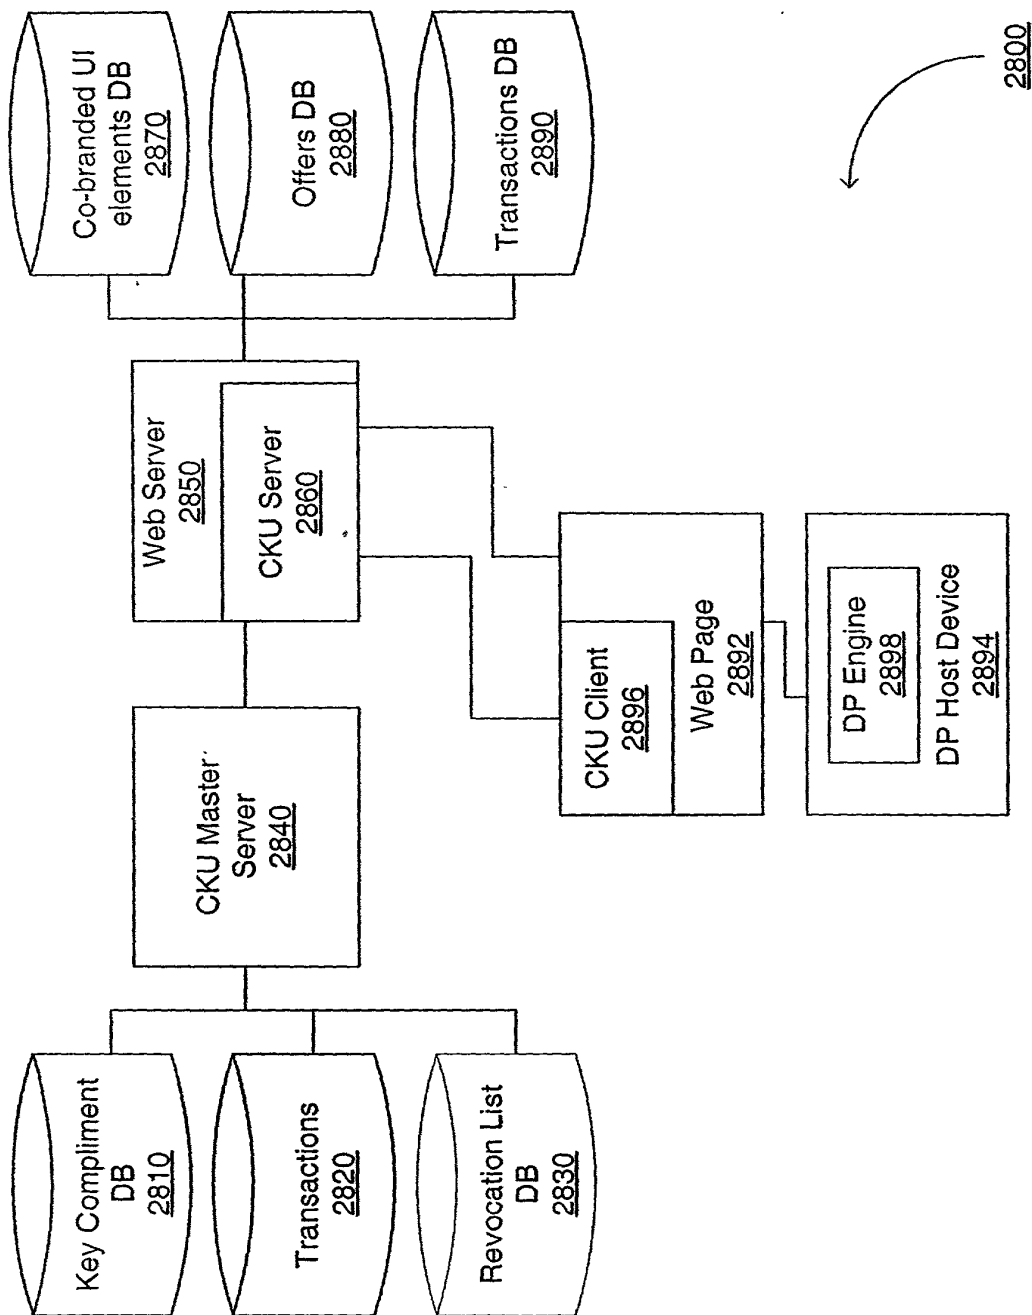 Key Compliment
DB
2810
Transactions
2820
Revocation List
DB
2830
CKU Master
Server
2840
Web Server
2850
CKU Server
2860
Co-branded UI
elements DB
2870
Offers DB
2880
Transactions DB
2890
CKU Client
2896
Web Page
2892
DP Engine
2898
DP Host Device
2894
2800